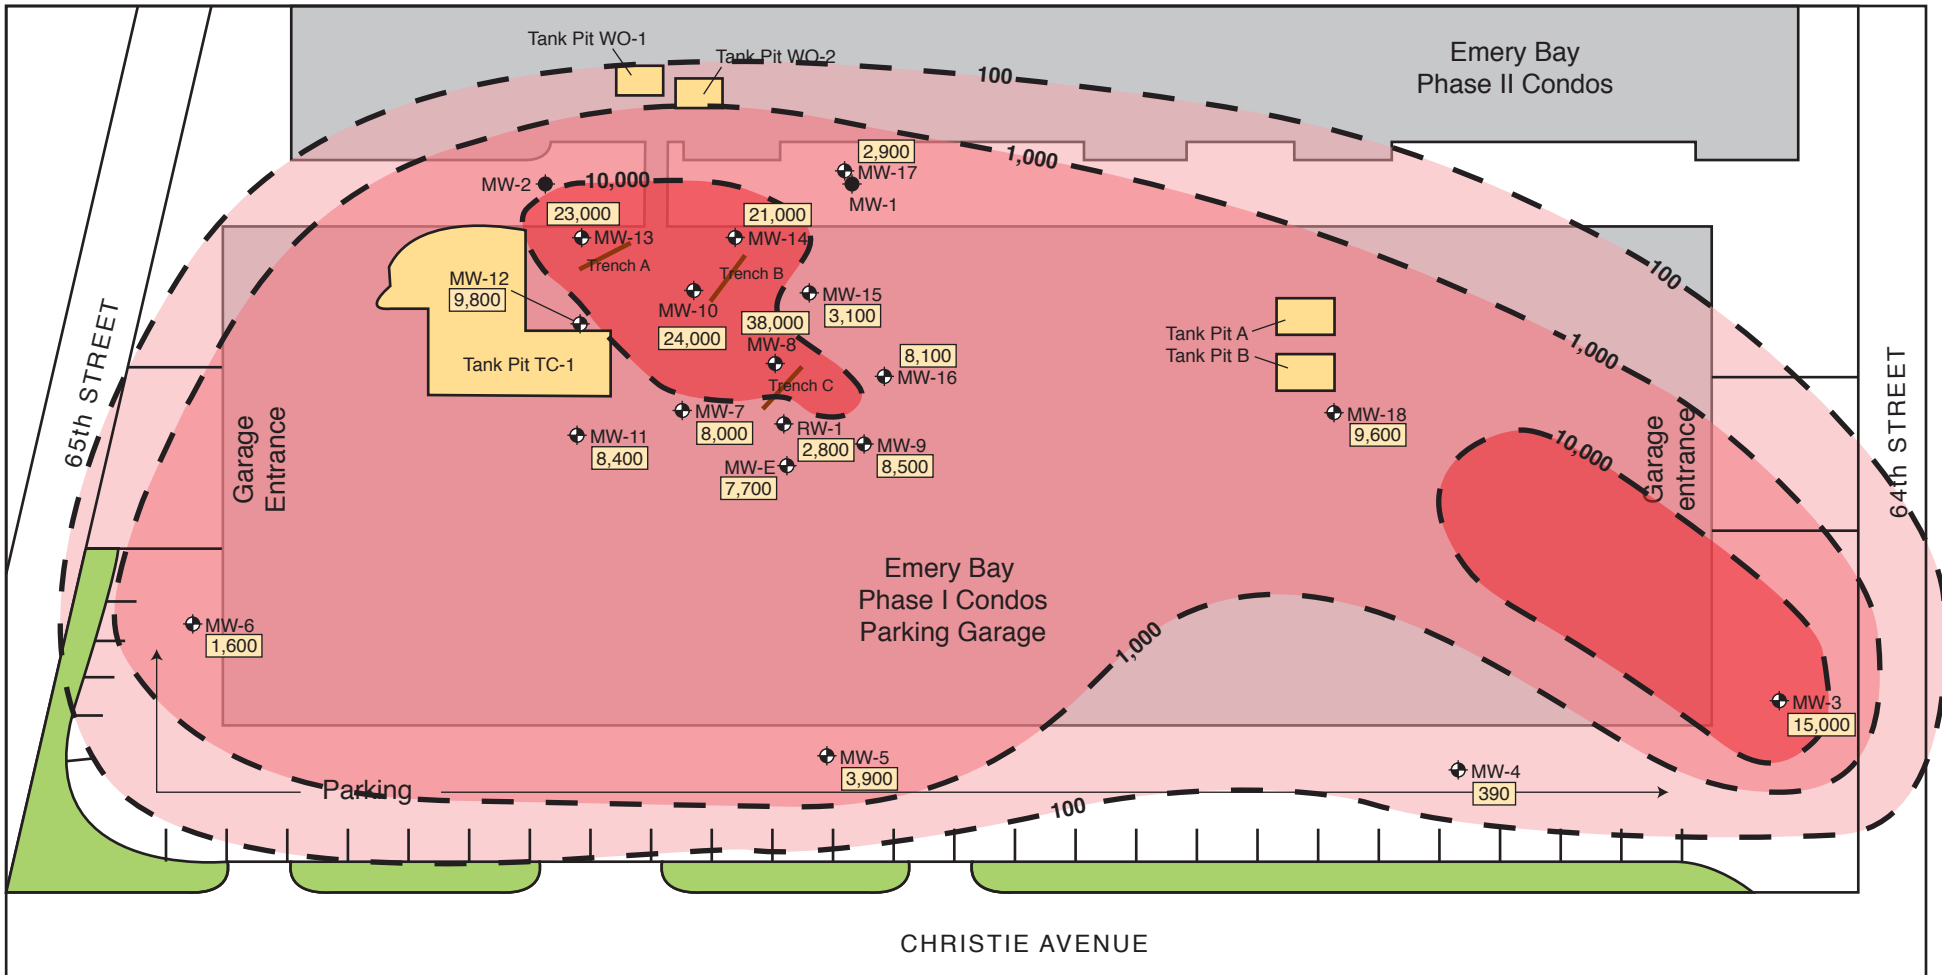 Tank Pit WO-1
Tank Pit WO-2
100
Emery Bay
Phase II Condos
1,000
2,900
MW-17
MW-1
MW-2
10,000
23,000
MW-13
Trench A
21,000
MW-14
Trench B
MW-12
9,800
MW-10
24,000
MW-15
3,100
38,000
MW-8
Trench C
8,100
MW-16
Tank Pit TC-1
Tank Pit A
Tank Pit B
100
1,000
65th STREET
64th STREET
Garage
Entrance
MW-11
8,400
MW-7
8,000
RW-1
2,800
MW-9
8,500
MW-E
7,700
MW-18
9,600
10,000
Garage
entrance
Emery Bay
Phase I Condos
Parking Garage
1,000
MW-6
1,600
MW-3
15,000
MW-5
3,900
MW-4
390
Parking
100
CHRISTIE AVENUE